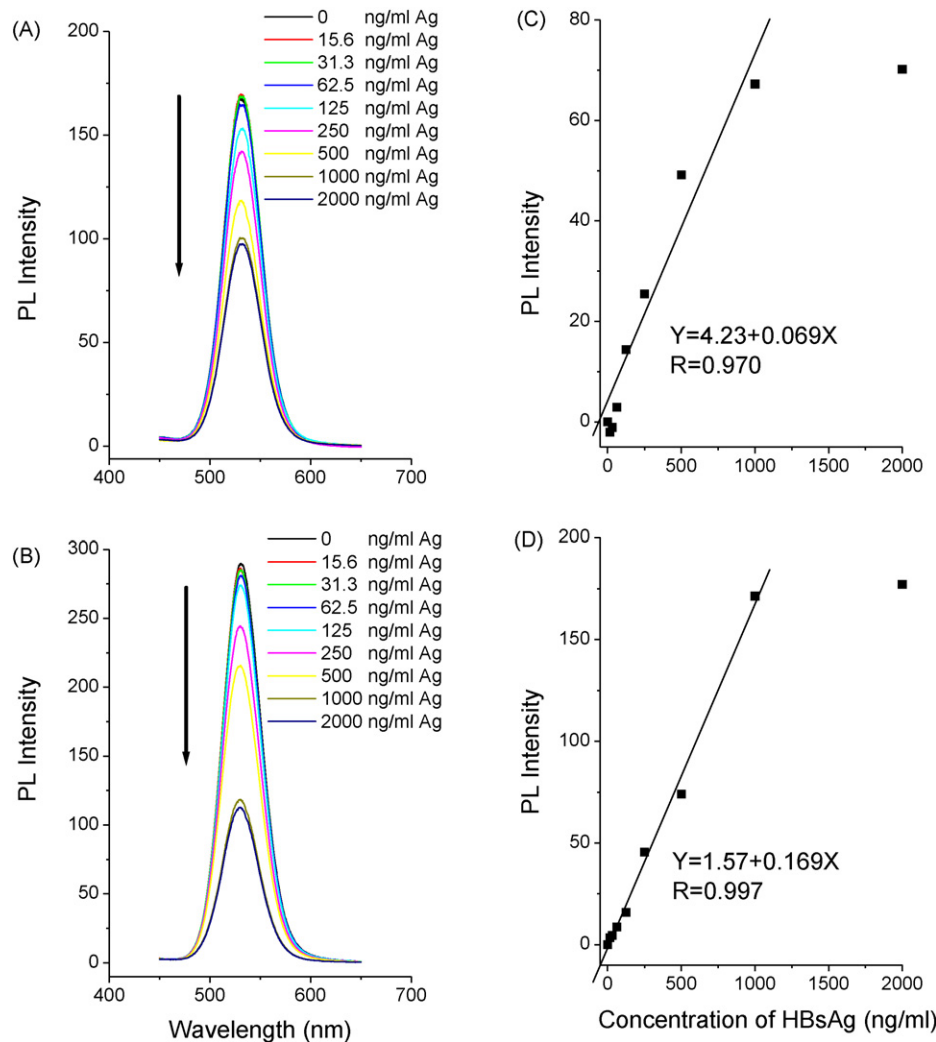 (A)
200
150
100
50
0
PL Intensity
400 500 600 700
0 ng/ml Ag
15.6 ng/ml Ag
31.3 ng/ml Ag
62.5 ng/ml Ag
125 ng/ml Ag
250 ng/ml Ag
500 ng/ml Ag
1000 ng/ml Ag
2000 ng/ml Ag
(C)
80
60
40
20
0
PL Intensity
Y=4.23+0.069X
R=0.970
0 500 1000 1500 2000
(B)
300
250
200
150
100
50
0
PL Intensity
400 500 600 700
Wavelength (nm)
0 ng/ml Ag
15.6 ng/ml Ag
31.3 ng/ml Ag
62.5 ng/ml Ag
125 ng/ml Ag
250 ng/ml Ag
500 ng/ml Ag
1000 ng/ml Ag
2000 ng/ml Ag
(D)
200
150
100
50
0
PL Intensity
Y=1.57+0.169X
R=0.997
0 500 1000 1500 2000
Concentration of HBsAg (ng/ml)